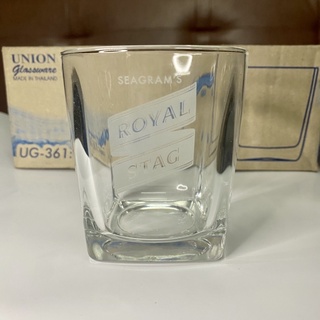 UNION
Glassware
MADE IN THAILAND
UG-361
SEAGRAM'S
ROYAL
STAG